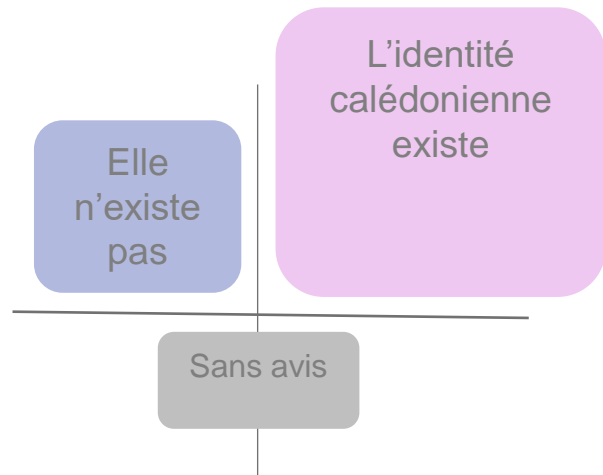 L’identité
calédonienne
existe
Elle
n’existe
pas
Sans avis